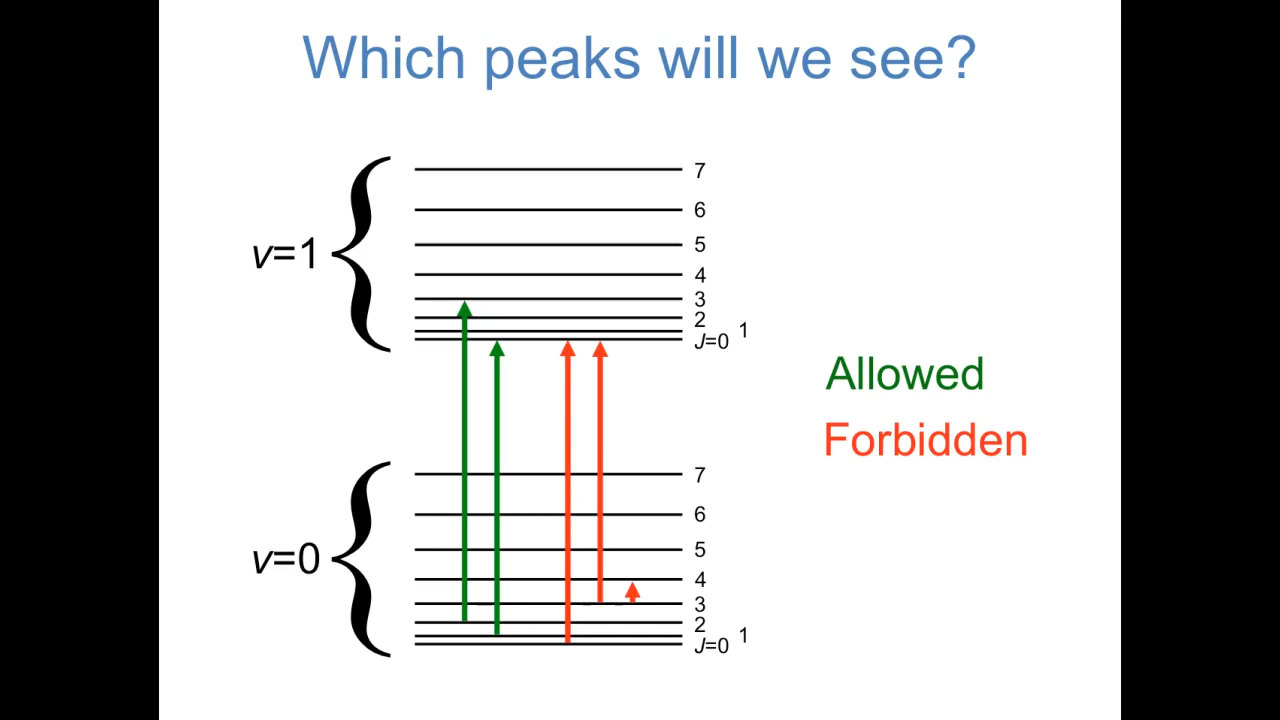 Which peaks will we see?
7
6
v=1
5
4
3
2
1
J=0
Allowed
Forbidden
7
6
v=0
5
4
3
2
1
J=0